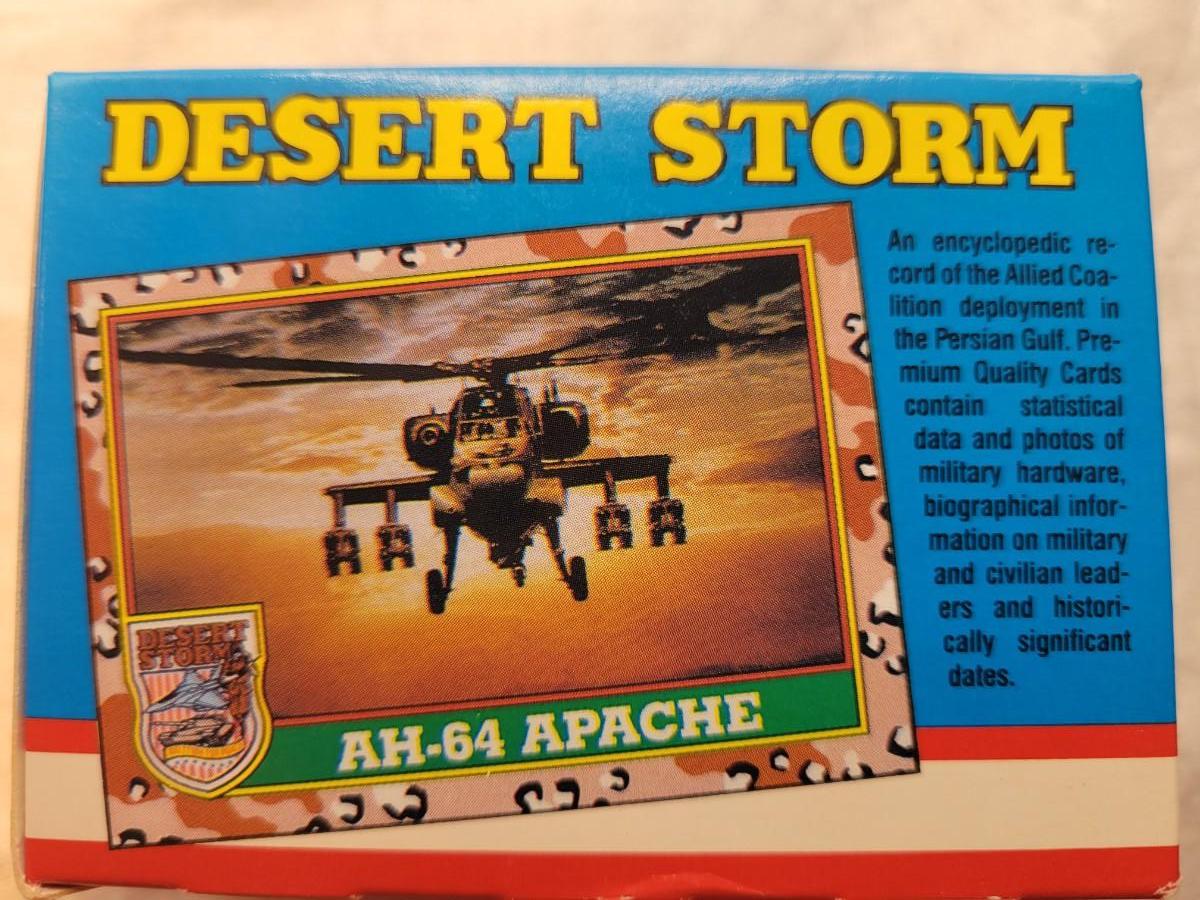 DESERT STORM
An encyclopedic re-
cord of the Allied Coa-
lition deployment in
the Persian Gulf. Pre-
mium Quality Cards
contain statistical
data and photos of
military hardware,
biographical infor-
mation on military
and civilian lead-
ers and histori-
cally significant
dates.
DESERT
STORM
AH-64 APACHE